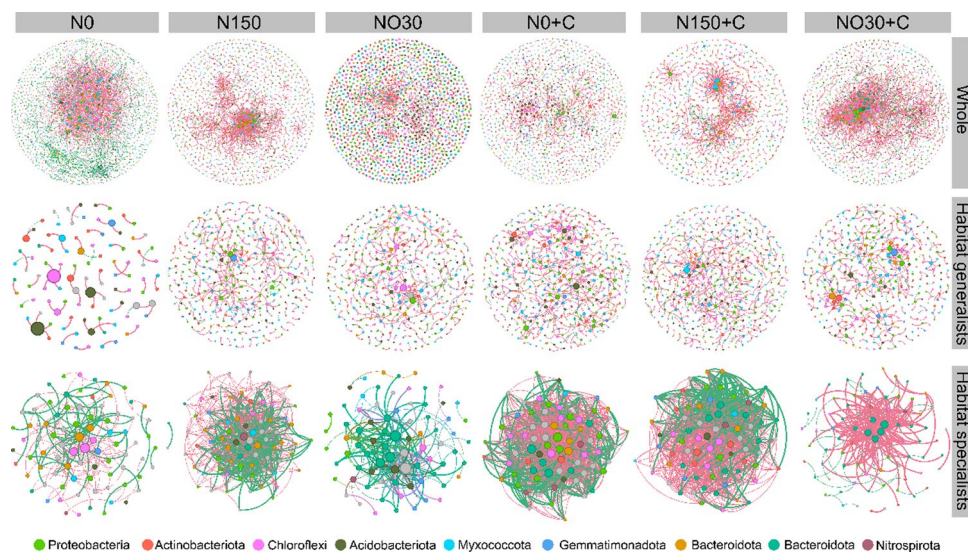 N0 N150 NO30 N0+C N150+C NO30+C
Whole
Habitat generalists
Habitat specialists
Proteobacteria Actinobacteriota Chloroflexi Acidobacteriota Myxococcota Gemmatimonadota Bacteroidota Bacteroidota Nitrospirota